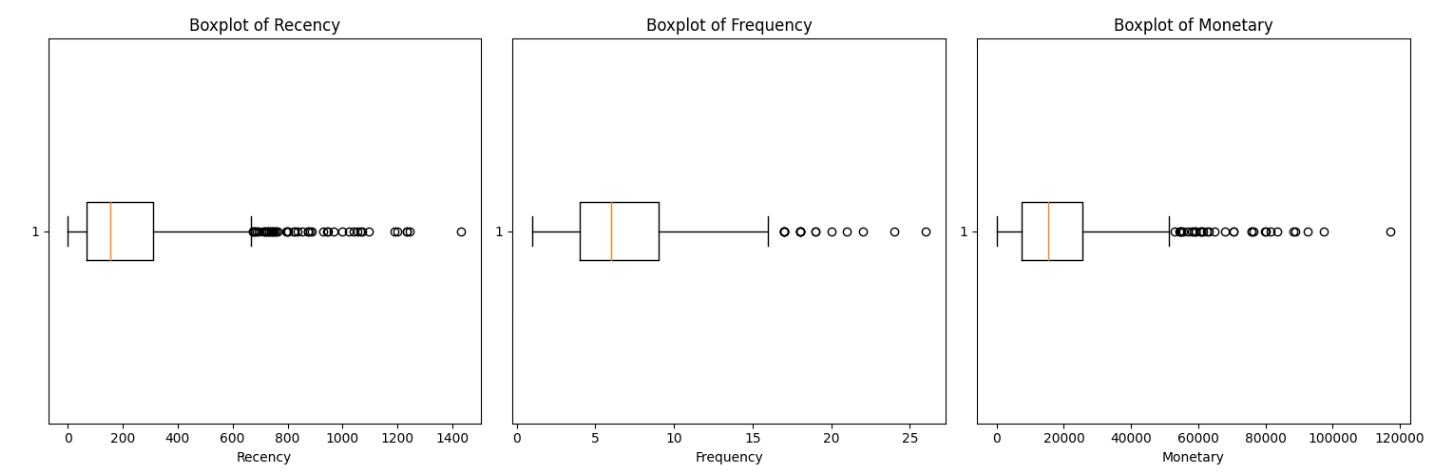 Boxplot of Recency
1
0 200 400 600 800 1000 1200 1400
Recency
Boxplot of Frequency
1
0 5 10 15 20 25
Frequency
Boxplot of Monetary
1
0 20000 40000 60000 80000 100000 120000
Monetary